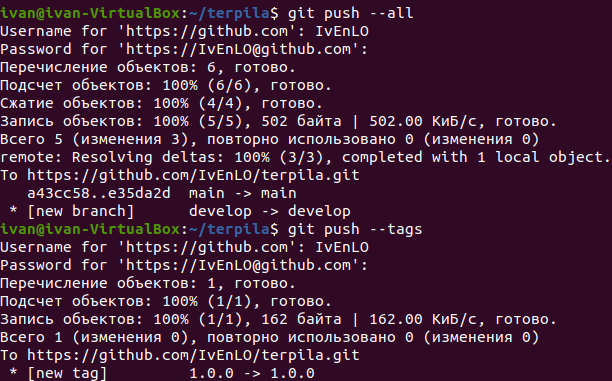 ivan@ivan-VirtualBox:~/terpila$ git push --all
Username for 'https://github.com': IvEnLO
Password for 'https://IvEnLO@github.com':
Перечисление объектов: 6, готово.
Подсчет объектов: 100% (6/6), готово.
Сжатие объектов: 100% (4/4), готово.
Запись объектов: 100% (5/5), 502 байта | 502.00 КиБ/с, готово.
Всего 5 (изменения 3), повторно использовано 0 (изменения 0)
remote: Resolving deltas: 100% (3/3), completed with 1 local object.
To https://github.com/IvEnLO/terpila.git
   a43cc58..e35da2d  main -> main
 * [new branch]      develop -> develop
ivan@ivan-VirtualBox:~/terpila$ git push --tags
Username for 'https://github.com': IvEnLO
Password for 'https://IvEnLO@github.com':
Перечисление объектов: 1, готово.
Подсчет объектов: 100% (1/1), готово.
Запись объектов: 100% (1/1), 162 байта | 162.00 КиБ/с, готово.
Всего 1 (изменения 0), повторно использовано 0 (изменения 0)
To https://github.com/IvEnLO/terpila.git
 * [new tag]         1.0.0 -> 1.0.0